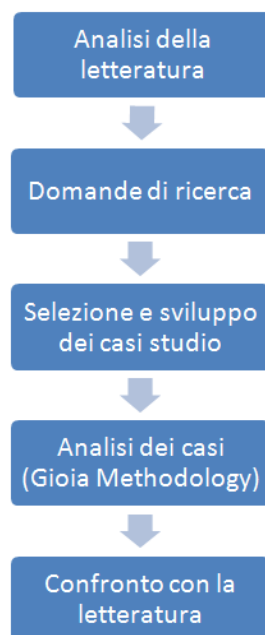 Analisi della
letteratura
Domande di ricerca
Selezione e sviluppo
dei casi studio
Analisi dei casi
(Gioia Methodology)
Confronto con la
letteratura